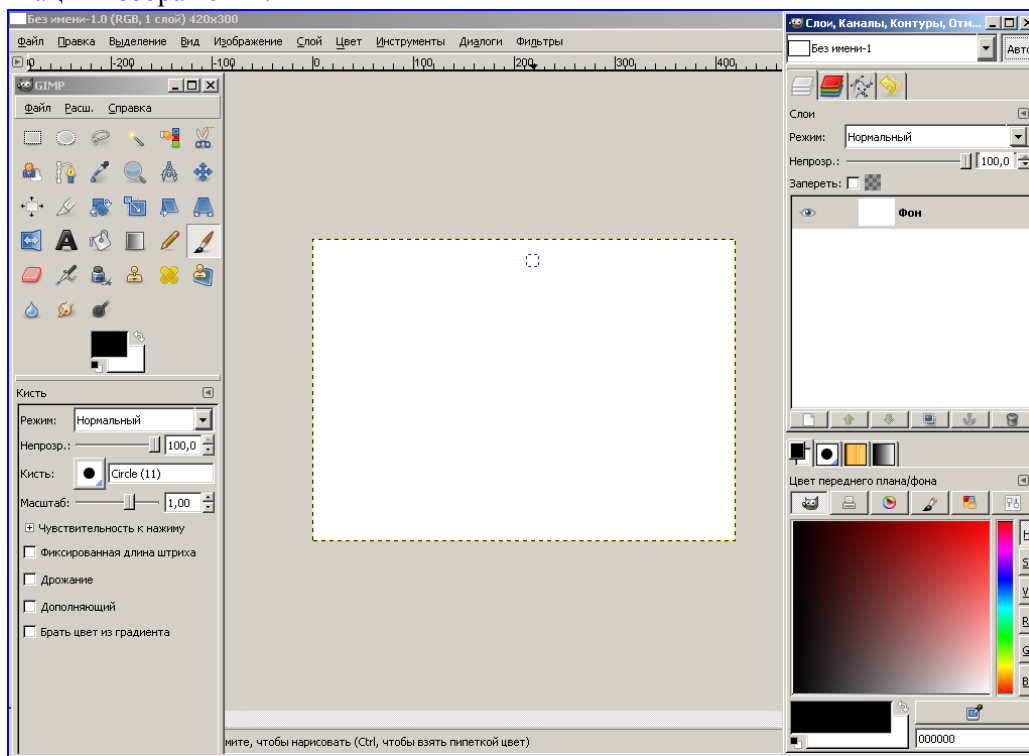 Без имени-1.0 (RGB, 1 слой) 420x300
Файл Правка Выделение Вид Изображение Слой Цвет Инструменты Диалоги Фильтры
0 -200 -100 0 100 200 300 400
GIMP
Файл Расш. Справка
Кисть
Режим: Нормальный
Непрозр.: 100,0
Кисть: Circle (11)
Масштаб: 1,00
Чувствительность к нажиму
Фиксированная длина штриха
Дрожание
Дополняющий
Брать цвет из градиента
мите, чтобы нарисовать (Ctrl, чтобы взять пипеткой цвет)
Слои, Каналы, Контуры, Отм...
Без имени-1 Авто
Слои
Режим: Нормальный
Непрозр.: 100,0
Запереть:
Фон
Цвет переднего плана/фона
H
S
V
R
G
B
000000